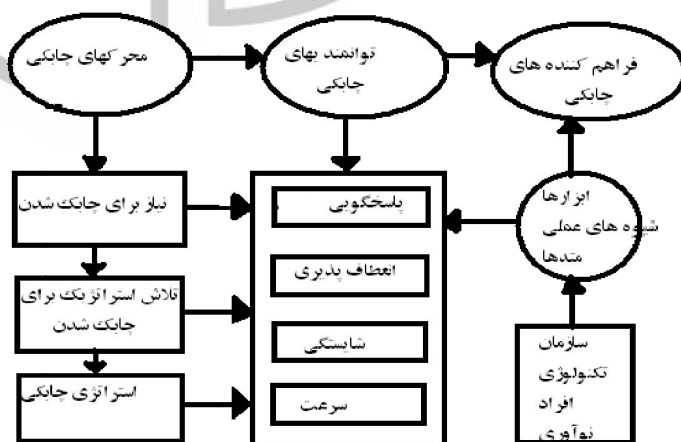 محرکهای چابکی
توانمندیهای
چابکی
فراهم کننده های
چابکی
نیاز برای چابک شدن
تلاش استراتژیک برای
چابک شدن
استراتژی چابکی
پاسخگویی
انعطاف پذیری
شایستگی
سرعت
ابزارها
شیوه های عملی
متدها
سازمان
تکنولوژی
افراد
نوآوری